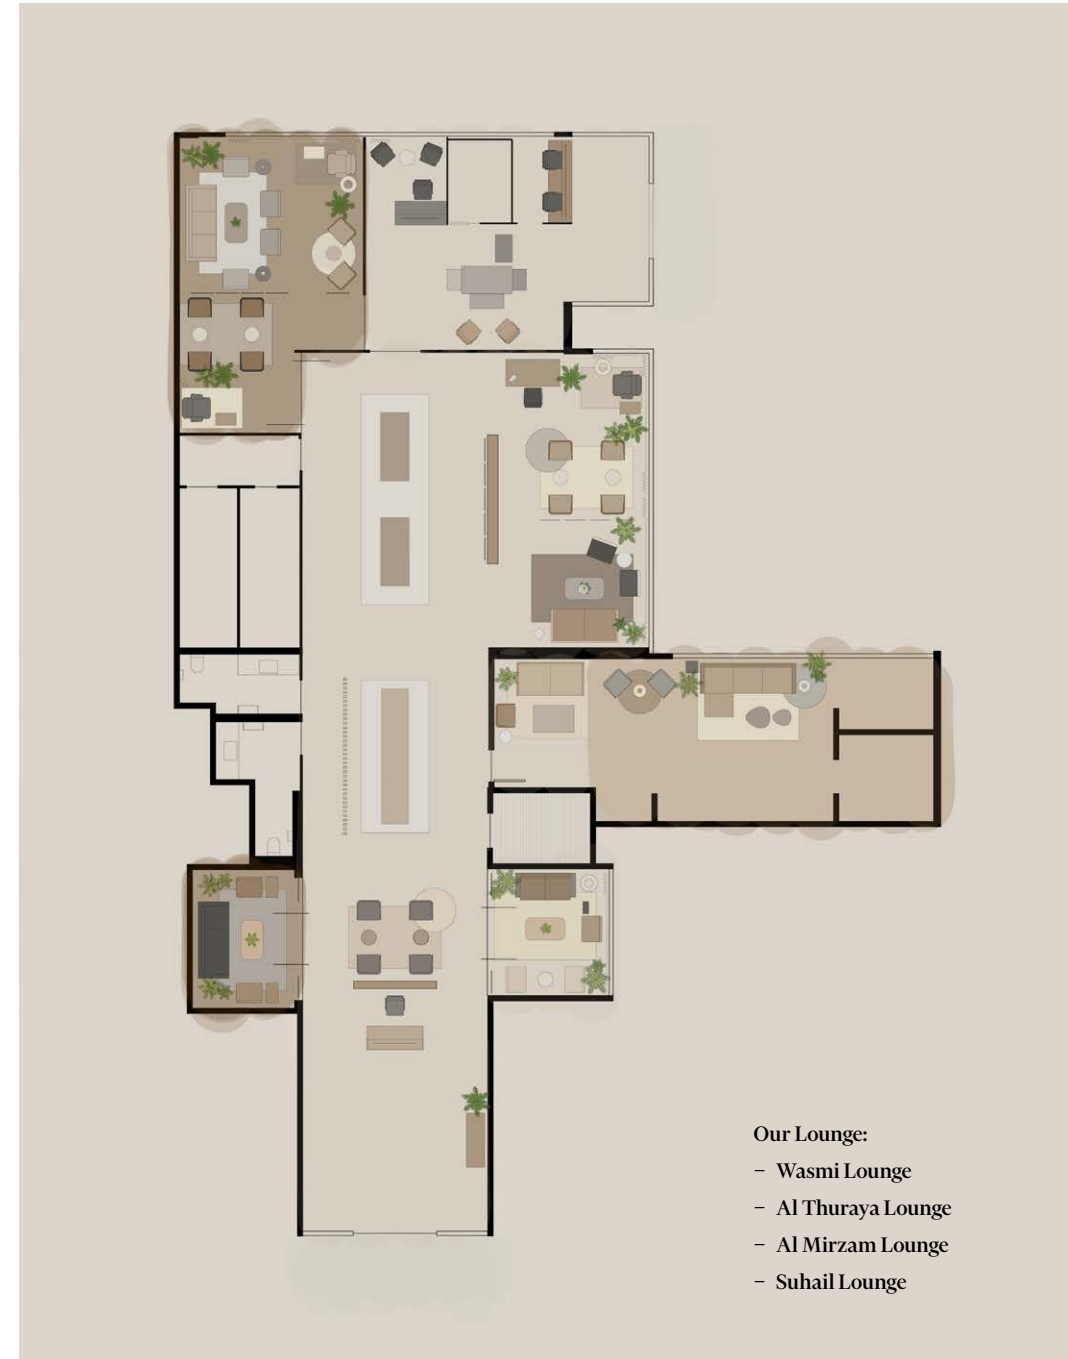 Our Lounge:
– Wasmi Lounge
– Al Thuraya Lounge
– Al Mirzam Lounge
– Suhail Lounge